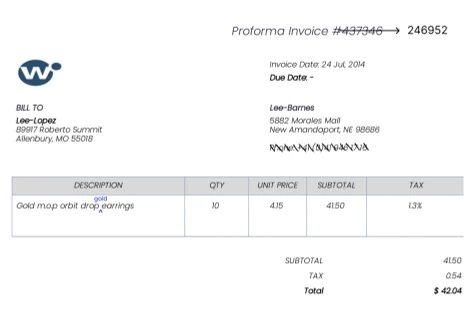 Proforma Invoice #437346 → 246952
W
Invoice Date: 24 Jul, 2014
Due Date: -
BILL TO
Lee-Lopez
89917 Roberto Summit
Allenbury, MO 55018
Lee-Barnes
5882 Morales Mall
New Amandaport, NE 98686
DESCRIPTION QTY UNIT PRICE SUBTOTAL TAX
Gold m.o.p orbit drop gold earrings 10 4.15 41.50 1.3%
SUBTOTAL 41.50
TAX 0.54
Total $ 42.04